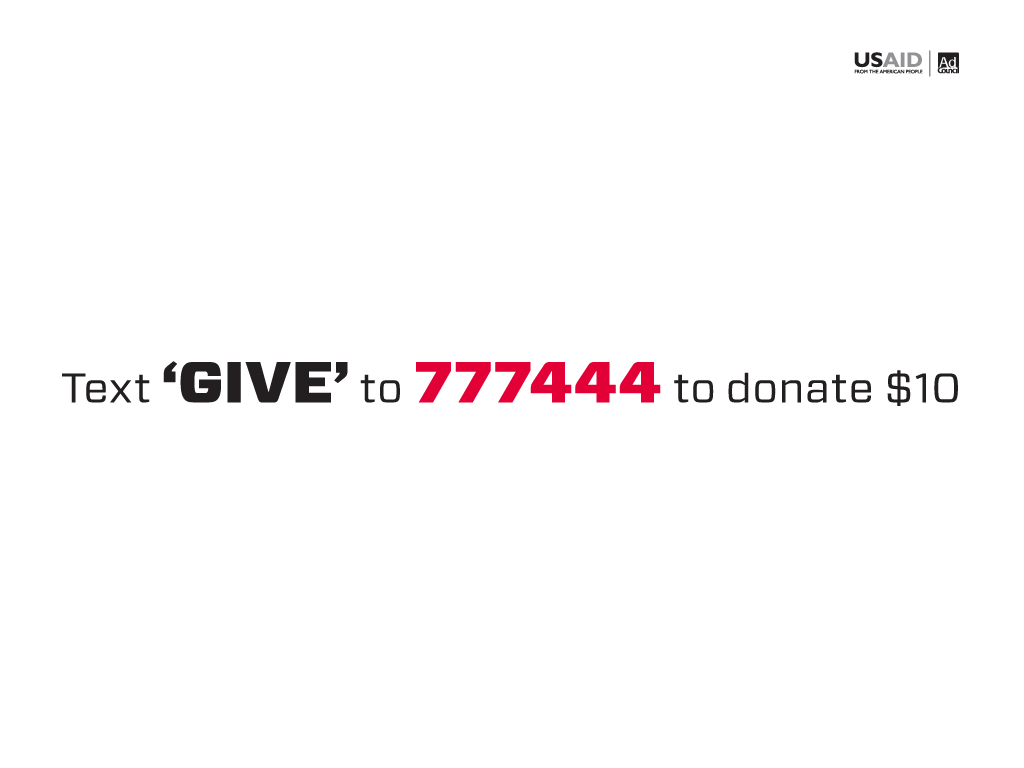 USAID
FROM THE AMERICAN PEOPLE
Ad
Council
Text ‘GIVE’ to 777444 to donate $10